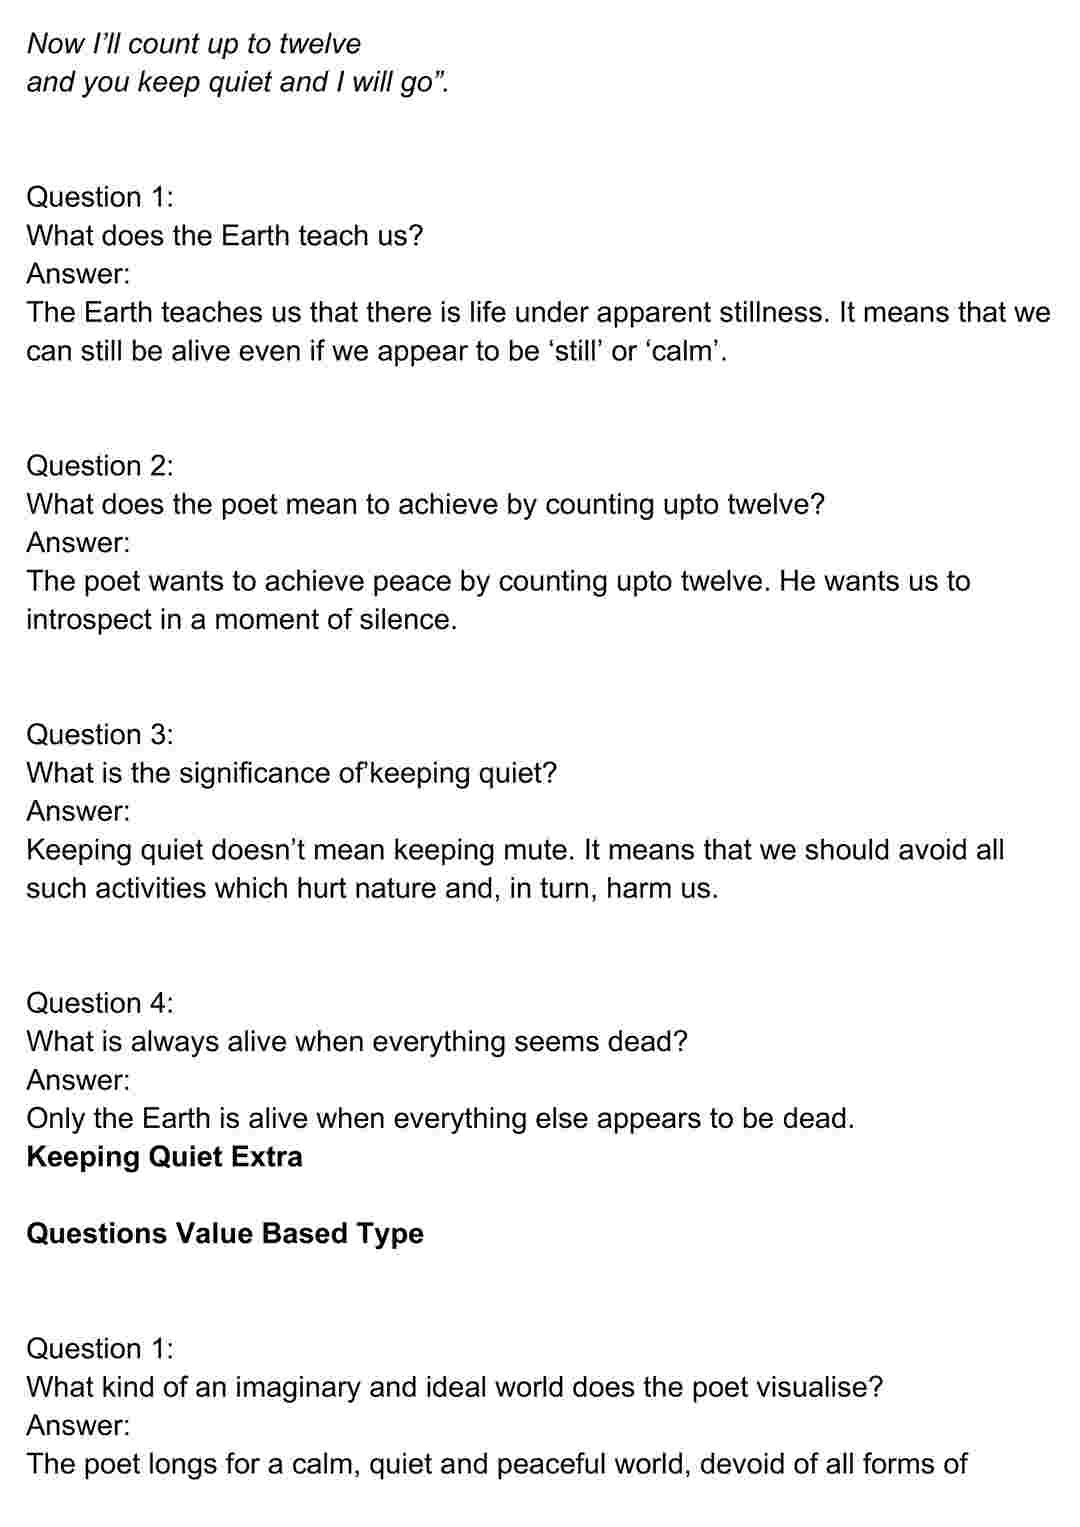 Now I’ll count up to twelve
and you keep quiet and I will go”.
Question 1:
What does the Earth teach us?
Answer:
The Earth teaches us that there is life under apparent stillness. It means that we
can still be alive even if we appear to be ‘still’ or ‘calm’.
Question 2:
What does the poet mean to achieve by counting upto twelve?
Answer:
The poet wants to achieve peace by counting upto twelve. He wants us to
introspect in a moment of silence.
Question 3:
What is the significance of’keeping quiet?
Answer:
Keeping quiet doesn’t mean keeping mute. It means that we should avoid all
such activities which hurt nature and, in turn, harm us.
Question 4:
What is always alive when everything seems dead?
Answer:
Only the Earth is alive when everything else appears to be dead.
Keeping Quiet Extra
Questions Value Based Type
Question 1:
What kind of an imaginary and ideal world does the poet visualise?
Answer:
The poet longs for a calm, quiet and peaceful world, devoid of all forms of